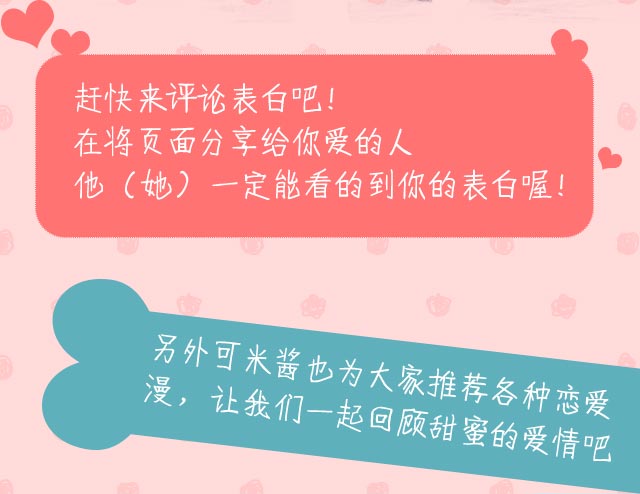 赶快来评论表白吧！
在将页面分享给你爱的人
他（她）一定能看的到你的表白喔！
另外可米酱也为大家推荐各种恋爱
漫，让我们一起回顾甜蜜的爱情吧